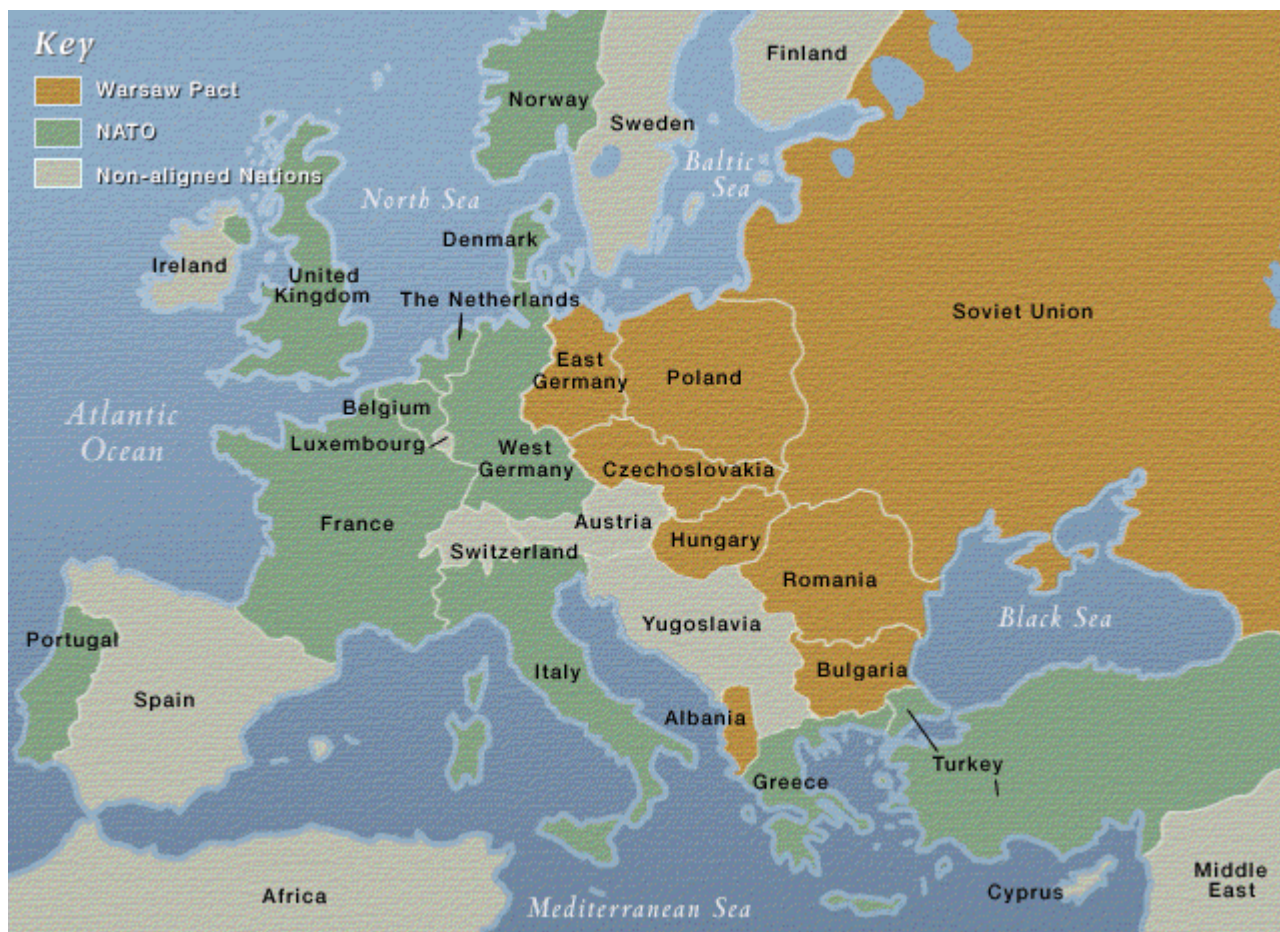 Key
Warsaw Pact
NATO
Non-aligned Nations
Finland
Norway
Sweden
Baltic
Sea
North Sea
Denmark
Ireland
United
Kingdom
The Netherlands
Soviet Union
East
Germany
Poland
Atlantic
Ocean
Belgium
Luxembourg
West
Germany
Czechoslovakia
France
Austria
Switzerland
Hungary
Romania
Black Sea
Yugoslavia
Portugal
Spain
Italy
Bulgaria
Albania
Turkey
Greece
Africa
Mediterranean Sea
Cyprus
Middle
East